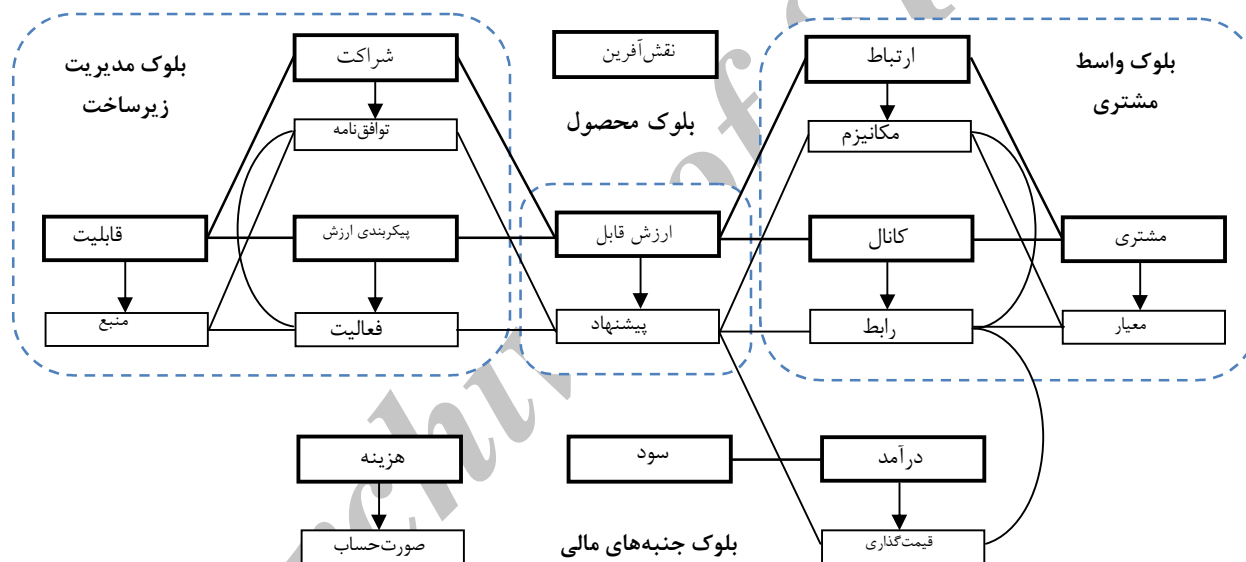 بلوک واسط
مشتری
ارتباط
مکانیزم
مشتری
معیار
کانال
رابط
نقش‌آفرین
بلوک محصول
ارزش قابل
پیشنهاد
بلوک مدیریت
زیرساخت
شراکت
توافق‌نامه
پیکربندی ارزش
فعالیت
قابلیت
منبع
درآمد
قیمت‌گذاری
سود
بلوک جنبه‌های مالی
هزینه
صورت‌حساب
Archive of